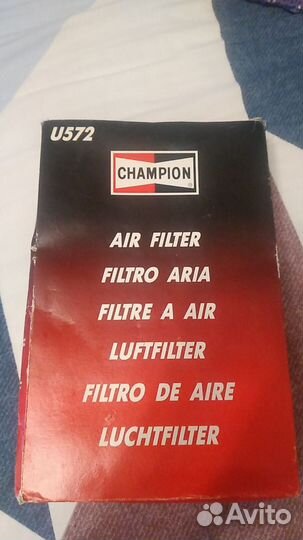 U572
CHAMPION
AIR FILTER
FILTRO ARIA
FILTRE A AIR
LUFTFILTER
FILTRO DE AIRE
LUCHTFILTER
Avito